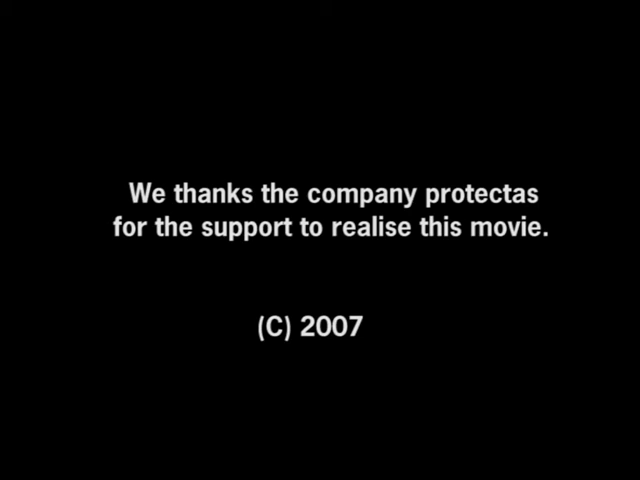 We thanks the company protectas
for the support to realise this movie.
(C) 2007